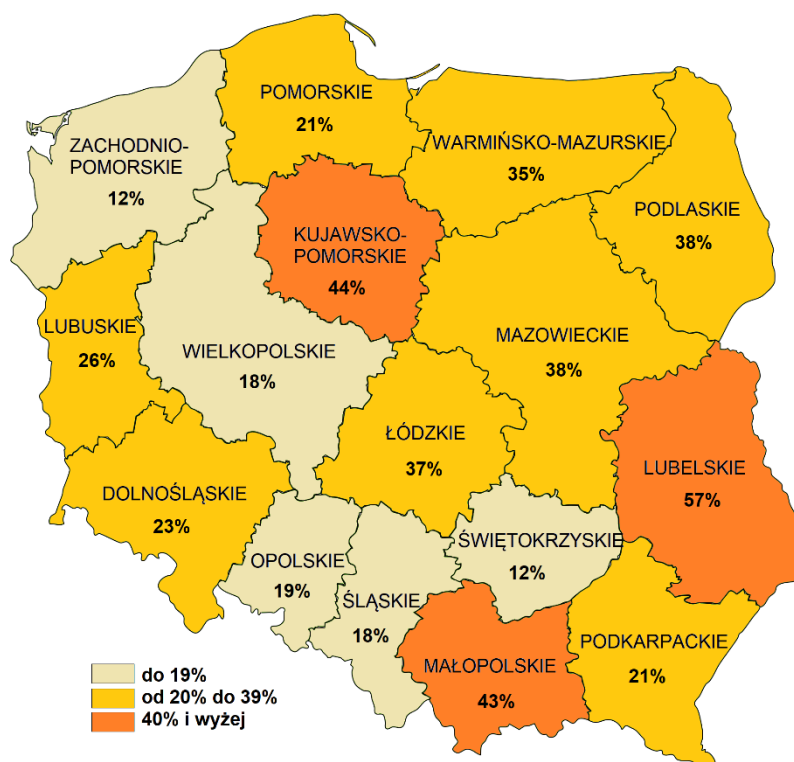 POMORSKIE
21%
ZACHODNIO-
POMORSKIE
12%
WARMIŃSKO-MAZURSKIE
35%
PODLASKIE
38%
KUJAWSKO-
POMORSKIE
44%
LUBUSKIE
26%
WIELKOPOLSKIE
18%
MAZOWIECKIE
38%
ŁÓDZKIE
37%
LUBELSKIE
57%
DOLNOŚLĄSKIE
23%
OPOLSKIE
19%
ŚLĄSKIE
18%
ŚWIĘTOKRZYSKIE
12%
MAŁOPOLSKIE
43%
PODKARPACKIE
21%
do 19%
od 20% do 39%
40% i wyżej